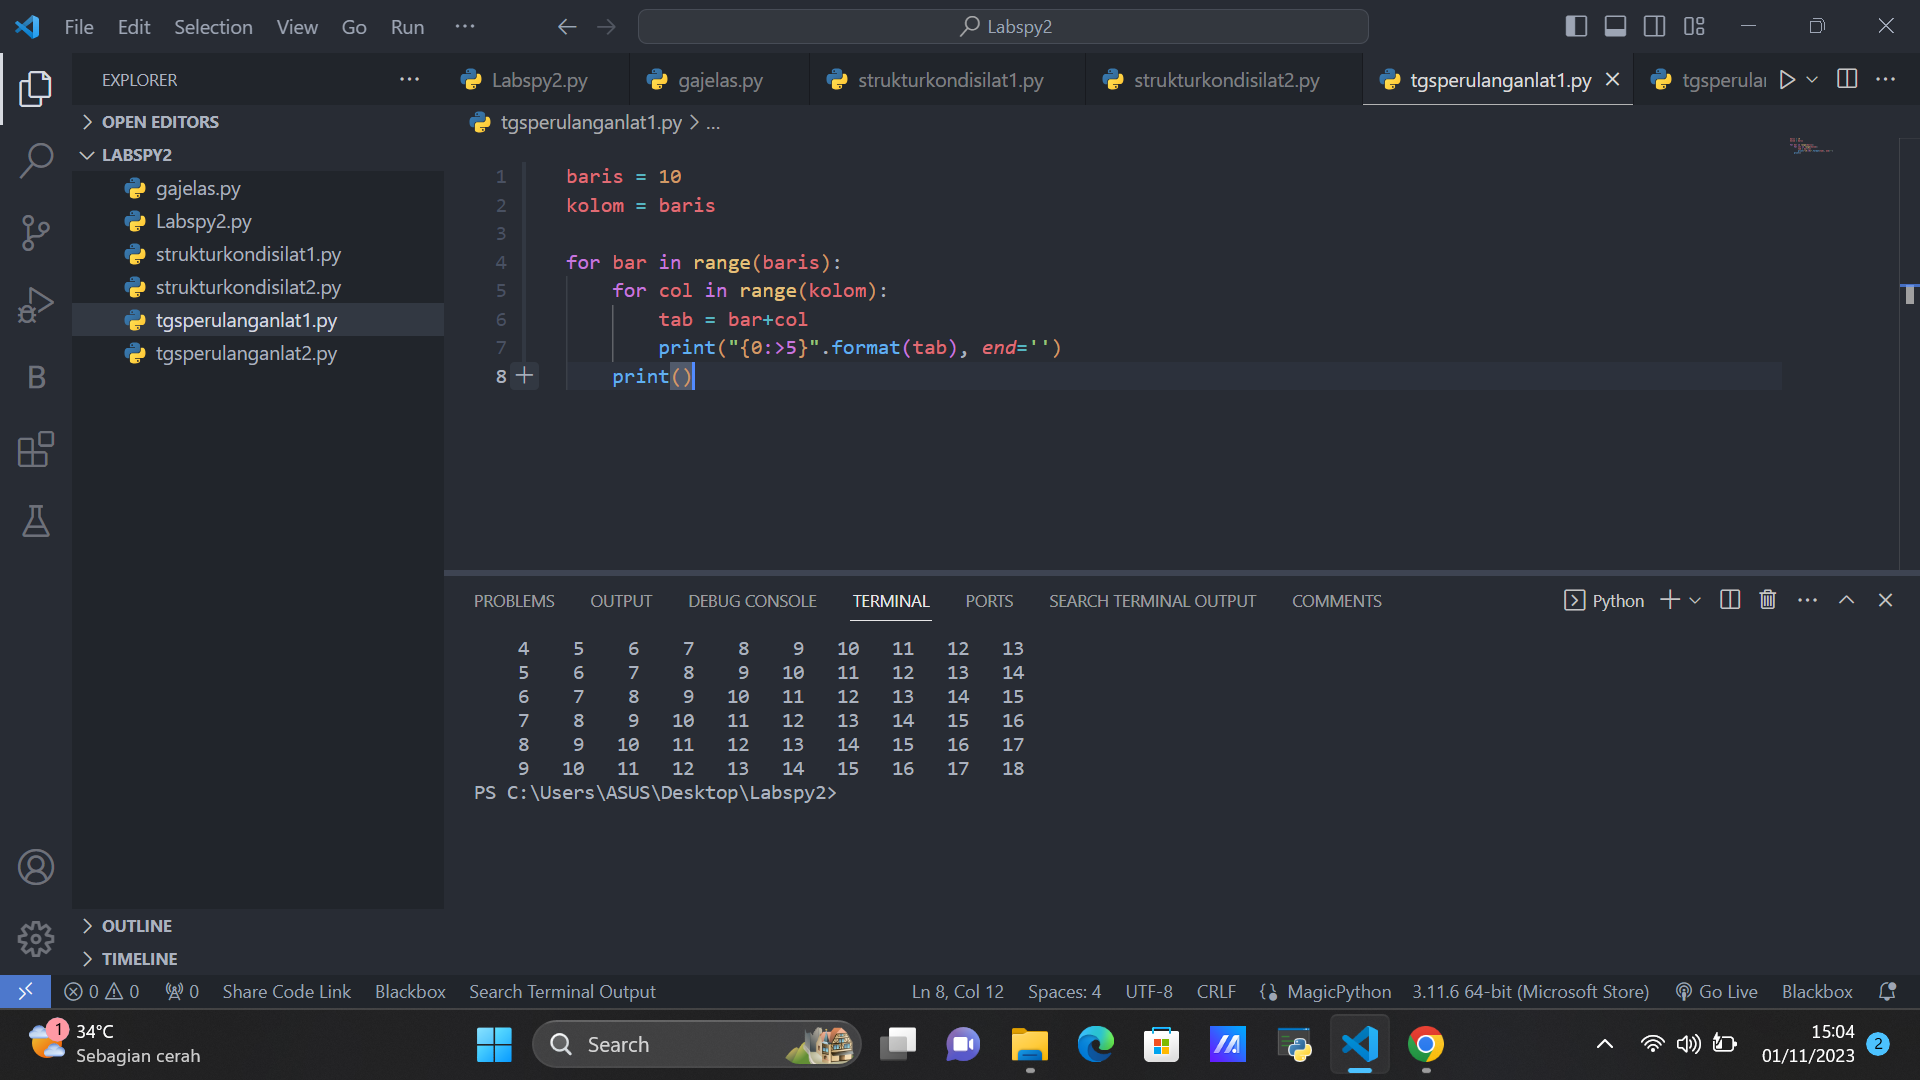 File Edit Selection View Go Run ··· Labspy2
EXPLORER ···
Labspy2.py gajelas.py strukturkondisilat1.py strukturkondisilat2.py tgsperulanganlat1.py tgsperula
OPEN EDITORS
tgsperulanganlat1.py > ...
LABSPY2
gajelas.py
Labspy2.py
strukturkondisilat1.py
strukturkondisilat2.py
tgsperulanganlat1.py
tgsperulanganlat2.py
1 baris = 10
2 kolom = baris
3
4 for bar in range(baris):
5     for col in range(kolom):
6         tab = bar+col
7         print("{0:>5}".format(tab), end='')
8     print()
B
PROBLEMS OUTPUT DEBUG CONSOLE TERMINAL PORTS SEARCH TERMINAL OUTPUT COMMENTS Python
4 5 6 7 8 9 10 11 12 13
5 6 7 8 9 10 11 12 13 14
6 7 8 9 10 11 12 13 14 15
7 8 9 10 11 12 13 14 15 16
8 9 10 11 12 13 14 15 16 17
9 10 11 12 13 14 15 16 17 18
PS C:\Users\ASUS\Desktop\Labspy2>
OUTLINE
TIMELINE
0 0 0 Share Code Link Blackbox Search Terminal Output Ln 8, Col 12 Spaces: 4 UTF-8 CRLF MagicPython 3.11.6 64-bit (Microsoft Store) Go Live Blackbox
1 34°C
Sebagian cerah
Search
15:04
01/11/2023
2